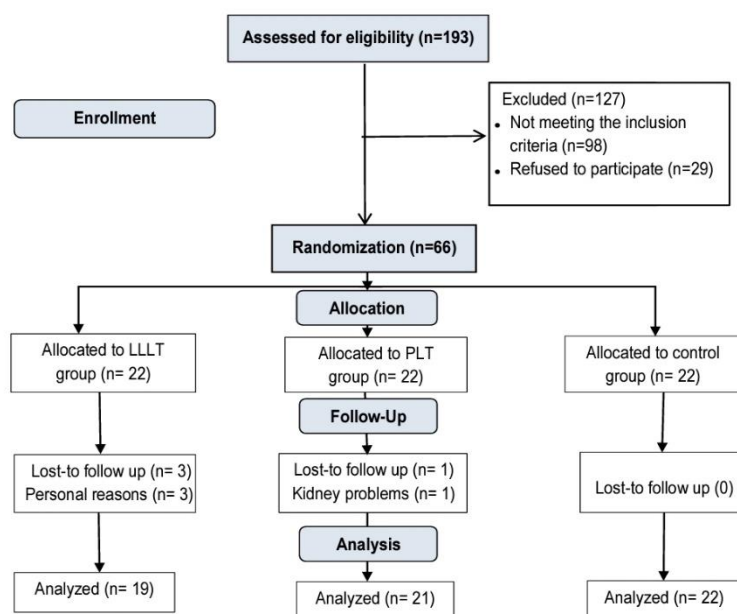 Assessed for eligibility (n=193)
Enrollment
Excluded (n=127)
• Not meeting the inclusion
criteria (n=98)
• Refused to participate (n=29)
Randomization (n=66)
Allocation
Allocated to LLLT
group (n= 22)
Allocated to PLT
group (n= 22)
Allocated to control
group (n= 22)
Follow-Up
Lost-to follow up (n= 3)
Personal reasons (n= 3)
Lost-to follow up (n= 1)
Kidney problems (n= 1)
Lost-to follow up (0)
Analysis
Analyzed (n= 19)
Analyzed (n= 21)
Analyzed (n= 22)